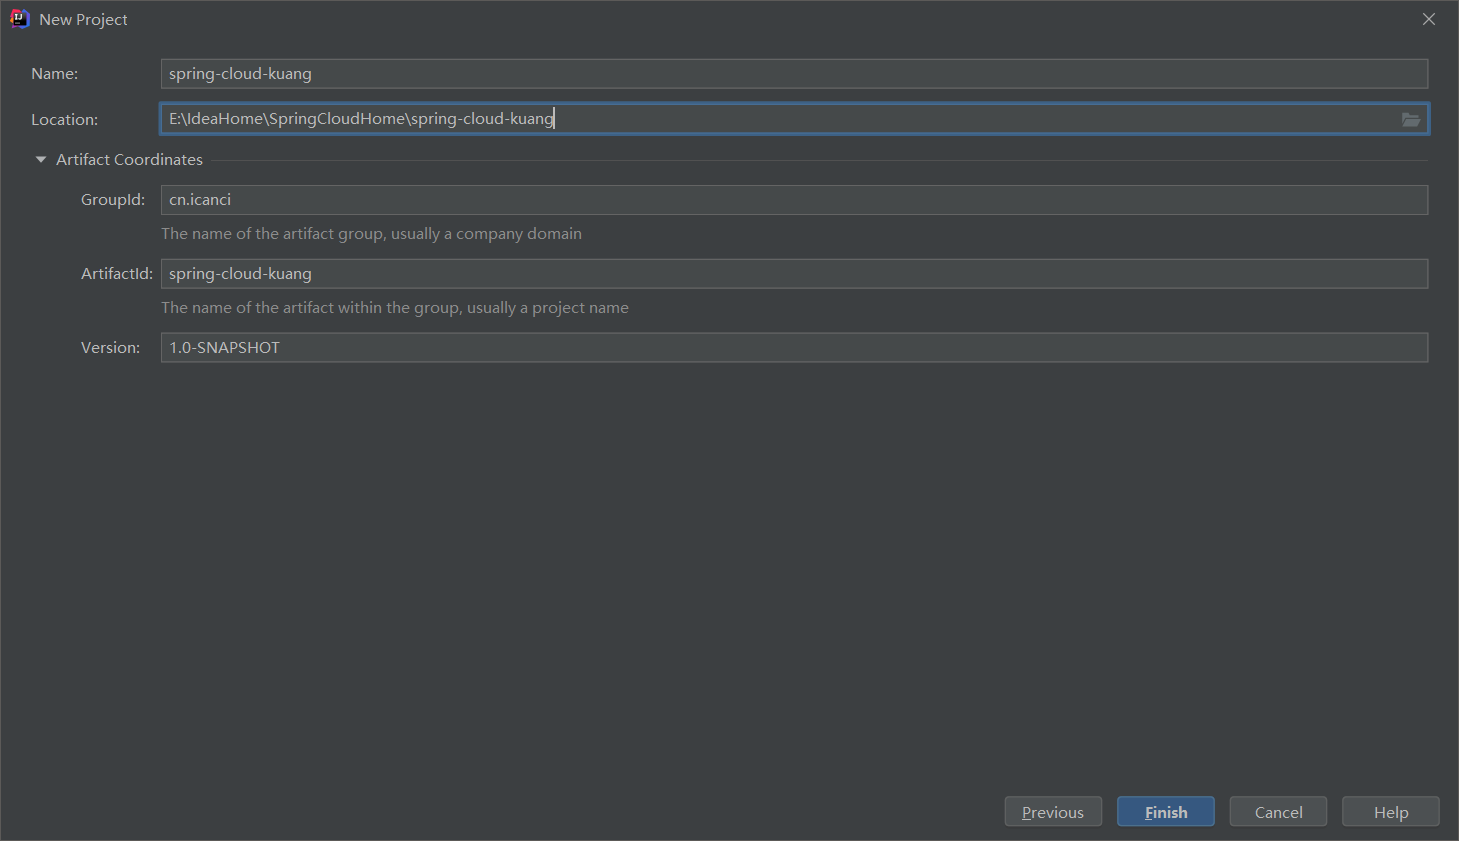 New Project
Name: spring-cloud-kuang
Location: E:\IdeaHome\SpringCloudHome\spring-cloud-kuang
Artifact Coordinates
GroupId: cn.icanci
The name of the artifact group, usually a company domain
ArtifactId: spring-cloud-kuang
The name of the artifact within the group, usually a project name
Version: 1.0-SNAPSHOT
Previous Finish Cancel Help